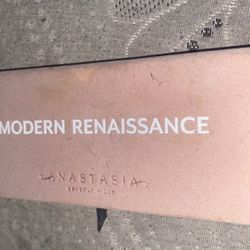 MODERN RENAISSANCE
ANASTASIA
BEVERLY HILLS